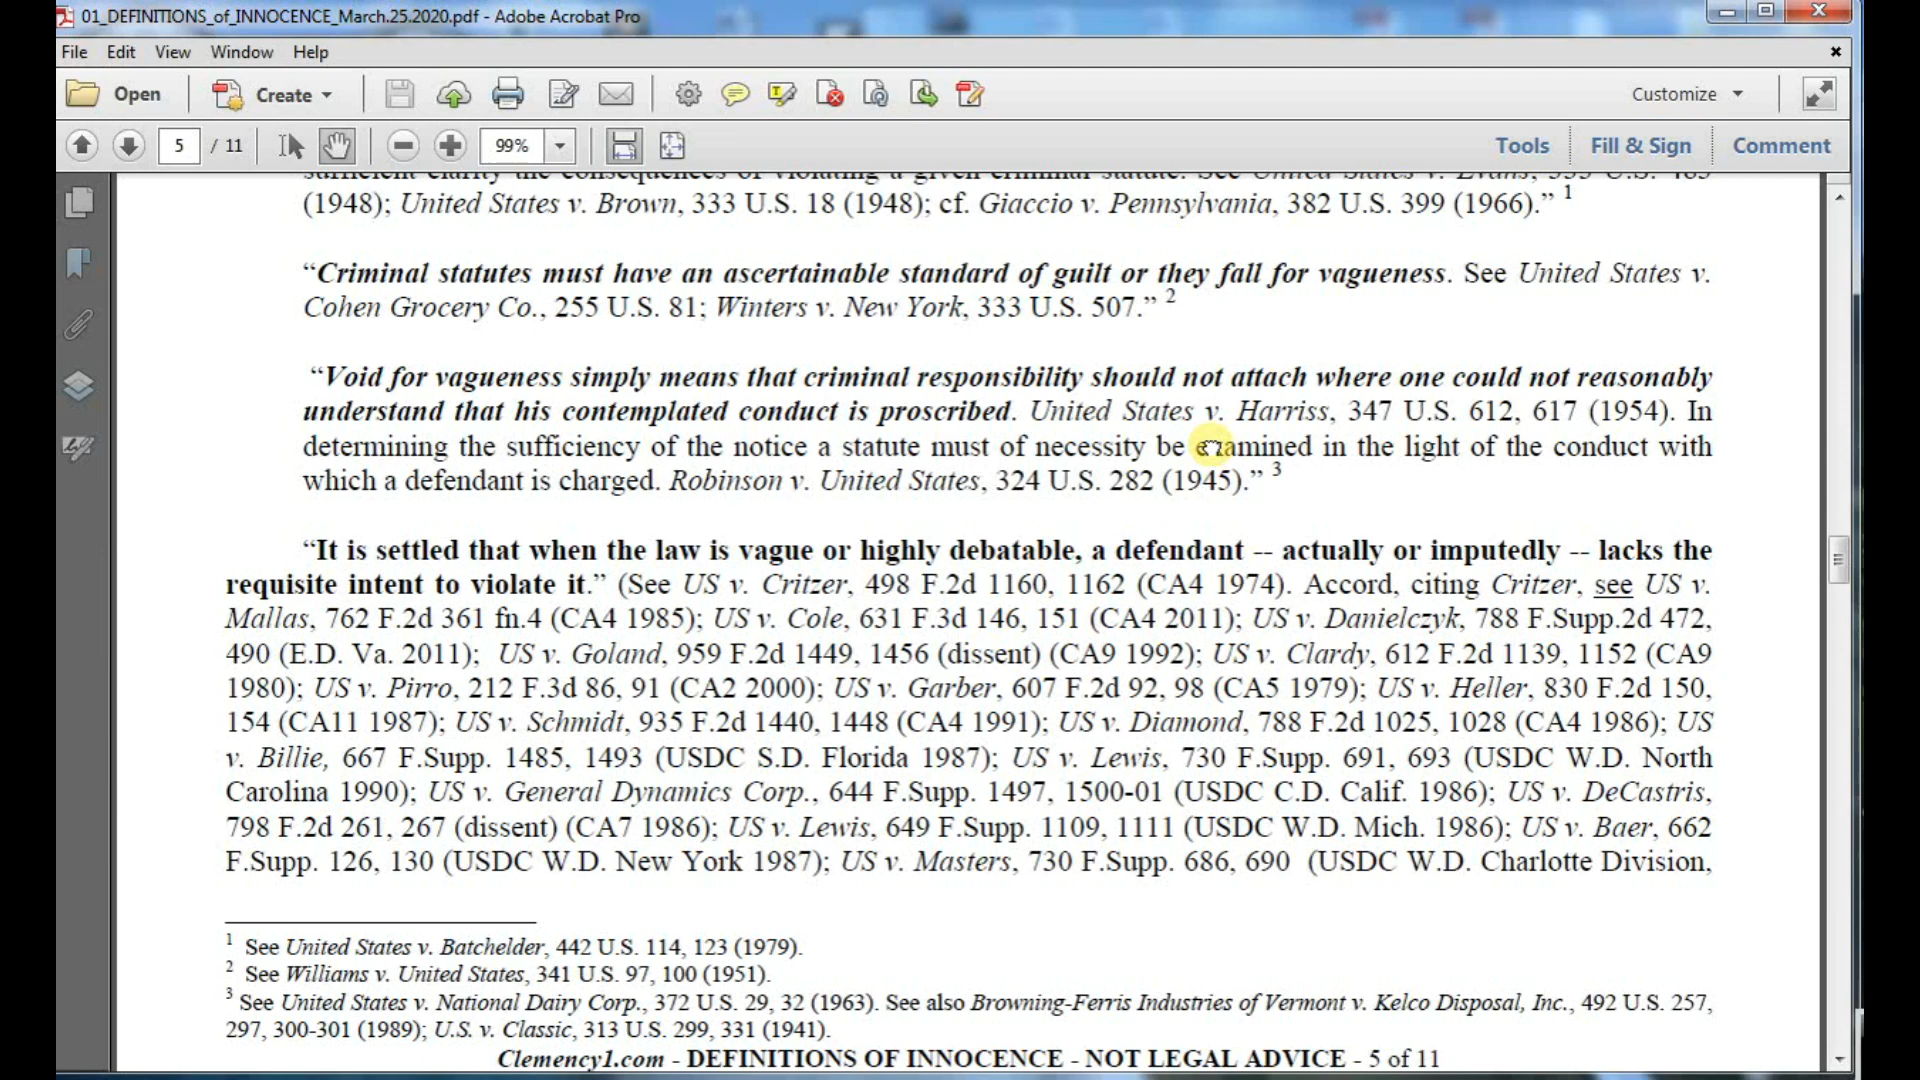 01_DEFINITIONS_of_INNOCENCE_March.25.2020.pdf - Adobe Acrobat Pro
File Edit View Window Help
Open Create Customize
5 / 11 99% Tools Fill & Sign Comment
sufficient clarity the consequences of violating a given criminal statute. See United States v. Evans, 333 U.S. 483
(1948); United States v. Brown, 333 U.S. 18 (1948); cf. Giaccio v. Pennsylvania, 382 U.S. 399 (1966).” 1
“Criminal statutes must have an ascertainable standard of guilt or they fall for vagueness. See United States v.
Cohen Grocery Co., 255 U.S. 81; Winters v. New York, 333 U.S. 507.” 2
“Void for vagueness simply means that criminal responsibility should not attach where one could not reasonably
understand that his contemplated conduct is proscribed. United States v. Harriss, 347 U.S. 612, 617 (1954). In
determining the sufficiency of the notice a statute must of necessity be examined in the light of the conduct with
which a defendant is charged. Robinson v. United States, 324 U.S. 282 (1945).” 3
“It is settled that when the law is vague or highly debatable, a defendant -- actually or imputedly -- lacks the
requisite intent to violate it.” (See US v. Critzer, 498 F.2d 1160, 1162 (CA4 1974). Accord, citing Critzer, see US v.
Mallas, 762 F.2d 361 fn.4 (CA4 1985); US v. Cole, 631 F.3d 146, 151 (CA4 2011); US v. Danielczyk, 788 F.Supp.2d 472,
490 (E.D. Va. 2011); US v. Goland, 959 F.2d 1449, 1456 (dissent) (CA9 1992); US v. Clardy, 612 F.2d 1139, 1152 (CA9
1980); US v. Pirro, 212 F.3d 86, 91 (CA2 2000); US v. Garber, 607 F.2d 92, 98 (CA5 1979); US v. Heller, 830 F.2d 150,
154 (CA11 1987); US v. Schmidt, 935 F.2d 1440, 1448 (CA4 1991); US v. Diamond, 788 F.2d 1025, 1028 (CA4 1986); US
v. Billie, 667 F.Supp. 1485, 1493 (USDC S.D. Florida 1987); US v. Lewis, 730 F.Supp. 691, 693 (USDC W.D. North
Carolina 1990); US v. General Dynamics Corp., 644 F.Supp. 1497, 1500-01 (USDC C.D. Calif. 1986); US v. DeCastris,
798 F.2d 261, 267 (dissent) (CA7 1986); US v. Lewis, 649 F.Supp. 1109, 1111 (USDC W.D. Mich. 1986); US v. Baer, 662
F.Supp. 126, 130 (USDC W.D. New York 1987); US v. Masters, 730 F.Supp. 686, 690 (USDC W.D. Charlotte Division,
1 See United States v. Batchelder, 442 U.S. 114, 123 (1979).
2 See Williams v. United States, 341 U.S. 97, 100 (1951).
3 See United States v. National Dairy Corp., 372 U.S. 29, 32 (1963). See also Browning-Ferris Industries of Vermont v. Kelco Disposal, Inc., 492 U.S. 257,
297, 300-301 (1989); U.S. v. Classic, 313 U.S. 299, 331 (1941).
Clemency1.com - DEFINITIONS OF INNOCENCE - NOT LEGAL ADVICE - 5 of 11